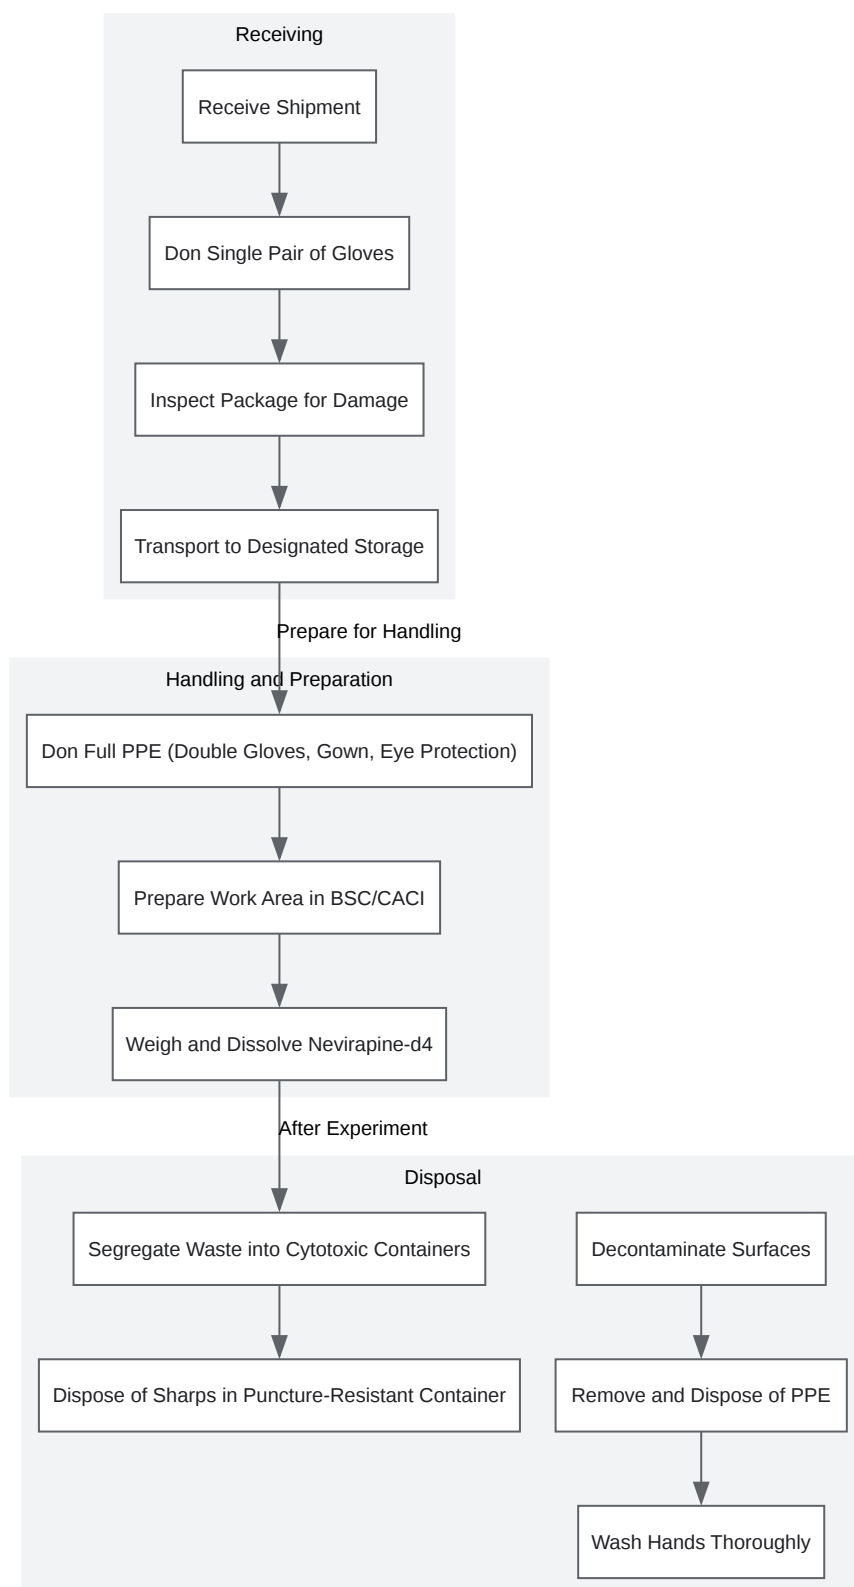 Receiving
Receive Shipment
Don Single Pair of Gloves
Inspect Package for Damage
Transport to Designated Storage
Prepare for Handling
Handling and Preparation
Don Full PPE (Double Gloves, Gown, Eye Protection)
Prepare Work Area in BSC/CACI
Weigh and Dissolve Nevirapine-d4
After Experiment
Disposal
Segregate Waste into Cytotoxic Containers
Decontaminate Surfaces
Dispose of Sharps in Puncture-Resistant Container
Remove and Dispose of PPE
Wash Hands Thoroughly